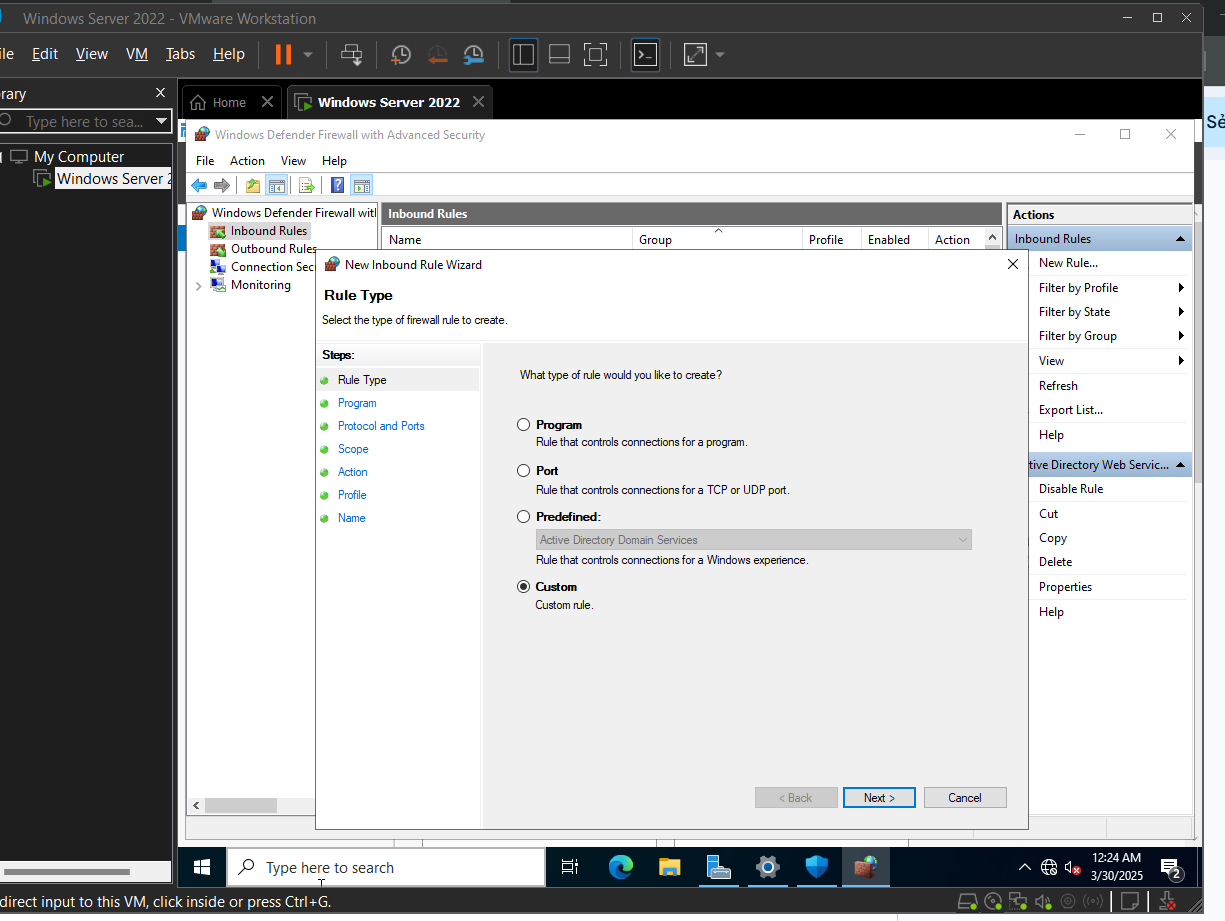 Windows Server 2022 - VMware Workstation
ile Edit View VM Tabs Help
rary
Type here to sea...
My Computer
Windows Server 2
Home
Windows Server 2022
Windows Defender Firewall with Advanced Security
File Action View Help
Windows Defender Firewall witl
Inbound Rules
Outbound Rules
Connection Secu
Monitoring
Inbound Rules
Name Group Profile Enabled Action
New Inbound Rule Wizard
Rule Type
Select the type of firewall rule to create.
Steps:
Rule Type
Program
Protocol and Ports
Scope
Action
Profile
Name
What type of rule would you like to create?
Program
Rule that controls connections for a program.
Port
Rule that controls connections for a TCP or UDP port.
Predefined:
Active Directory Domain Services
Rule that controls connections for a Windows experience.
Custom
Custom rule.
< Back Next > Cancel
Actions
Inbound Rules
New Rule...
Filter by Profile
Filter by State
Filter by Group
View
Refresh
Export List...
Help
tive Directory Web Servic...
Disable Rule
Cut
Copy
Delete
Properties
Help
Sẻ
Type here to search
12:24 AM
3/30/2025
2
direct input to this VM, click inside or press Ctrl+G.